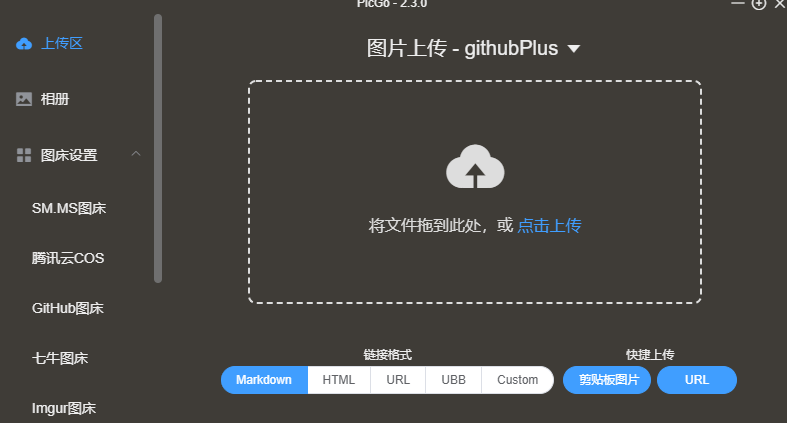 PicGo - 2.3.0
上传区
相册
图床设置
SM.MS图床
腾讯云COS
GitHub图床
七牛图床
Imgur图床
图片上传 - githubPlus
将文件拖到此处，或 点击上传
链接格式
Markdown HTML URL UBB Custom
快捷上传
剪贴板图片 URL